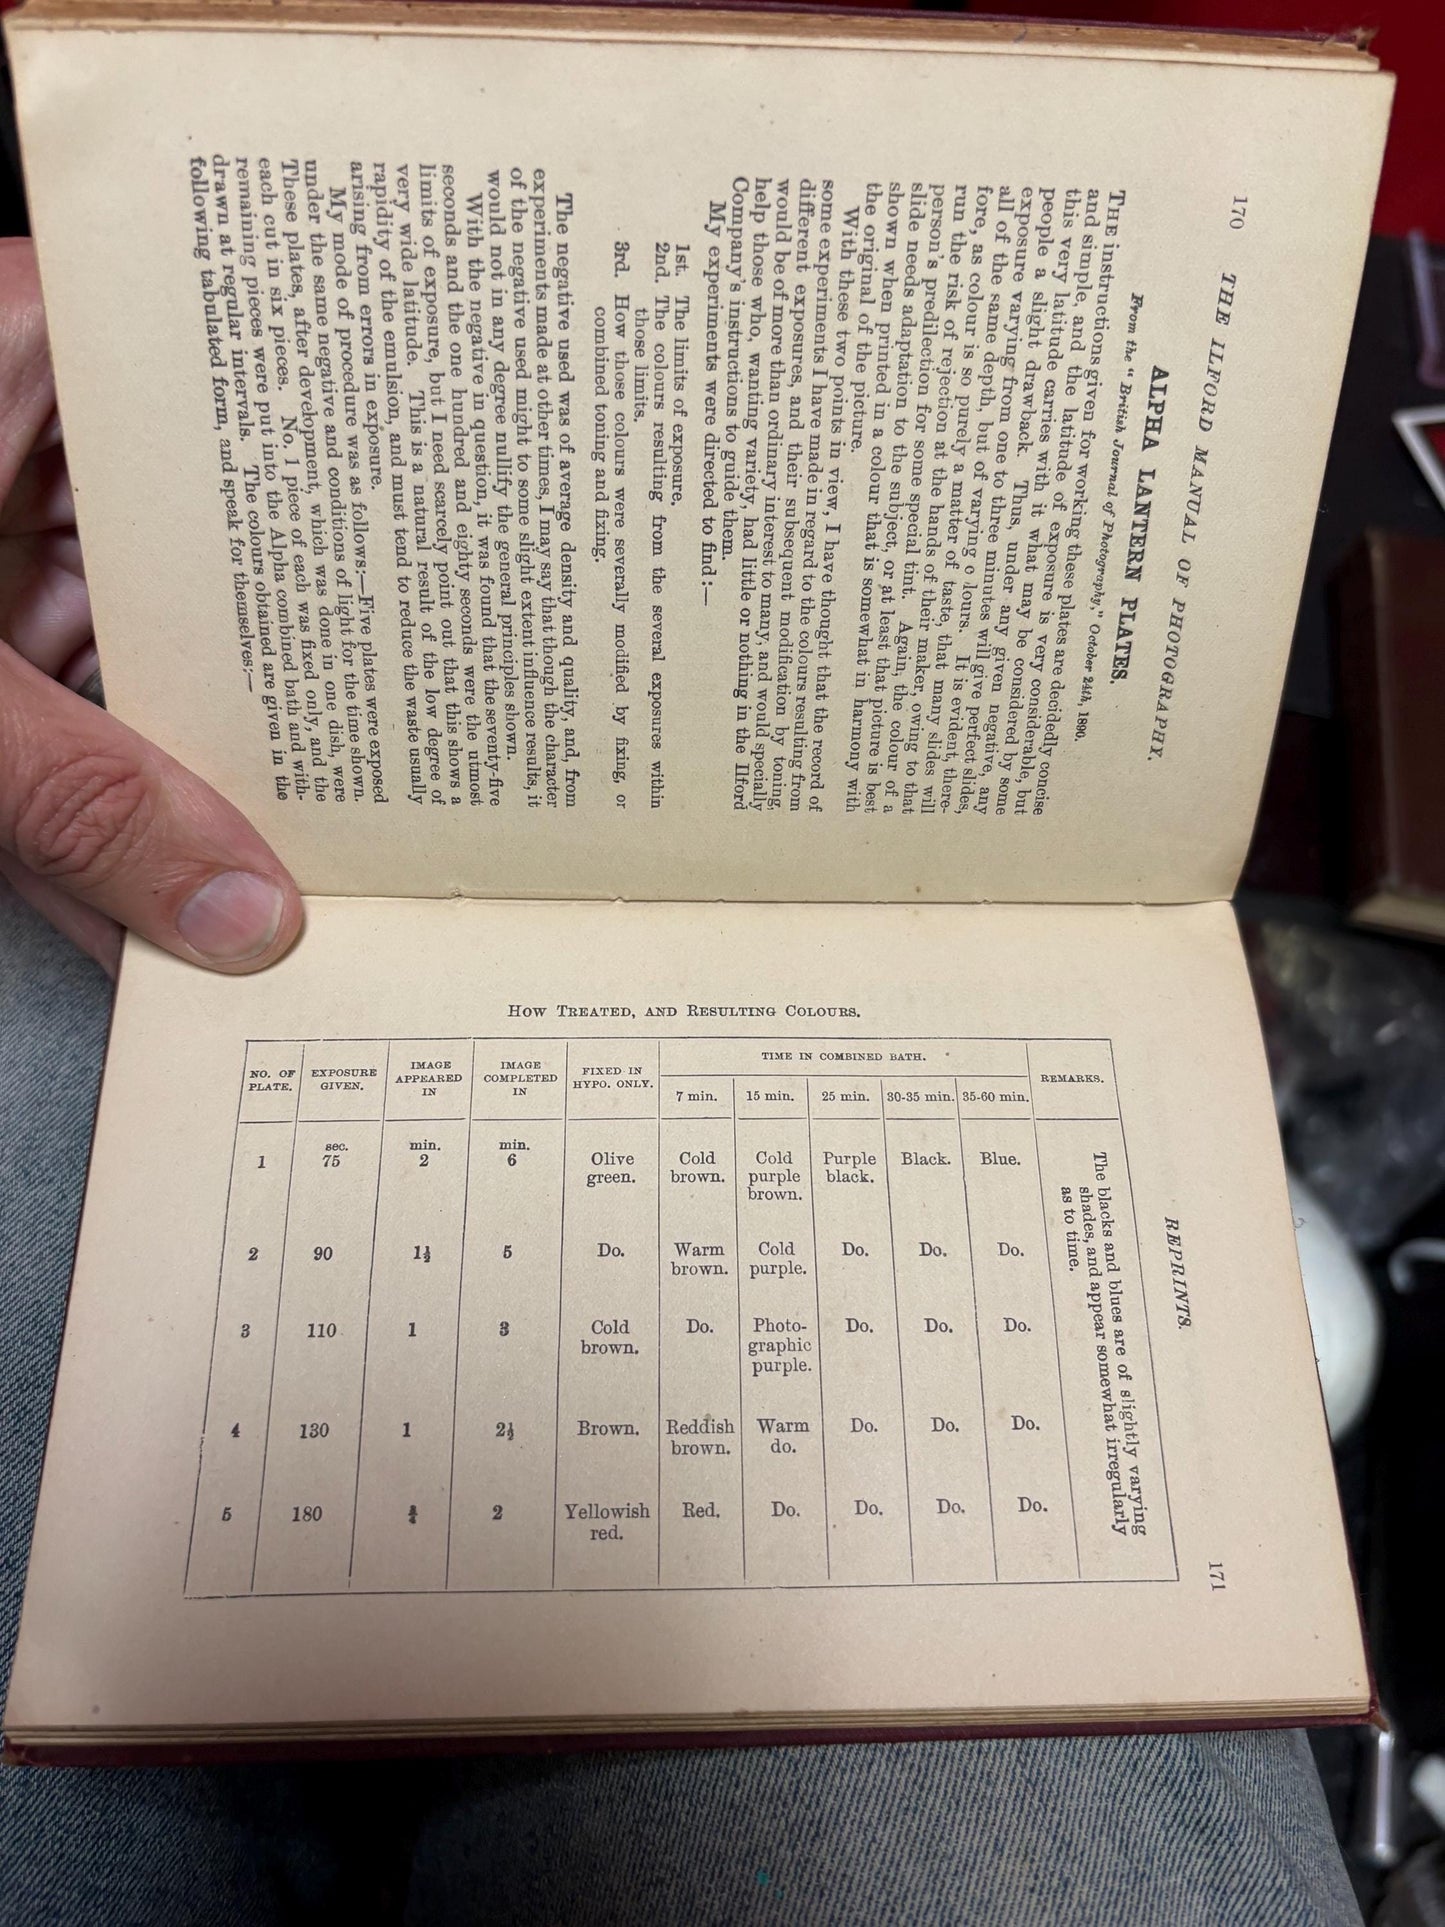 170 THE ILFORD MANUAL OF PHOTOGRAPHY.
ALPHA LANTERN PLATES.
From the "British Journal of Photography," October 24th, 1890.
THE instructions given for working these plates are decidedly concise
and simple, and the latitude of exposure is very considerable, but
this very latitude carries with it what may be considered by some
people a slight drawback. Thus, under any given negative, any
exposure varying from one to three minutes will give perfect slides,
all of the same depth, but of varying colours. It is evident, there-
fore, as colour is so purely a matter of taste, that many slides will
run the risk of rejection at the hands of their maker, owing to that
person's predilection for some special tint. Again, the colour of a
slide needs adaptation to the subject, or at least that picture is best
shown when printed in a colour that is somewhat in harmony with
the original of the picture.
With these two points in view, I have thought that the record of
some experiments I have made in regard to the colours resulting from
different exposures, and their subsequent modification by toning,
would be of more than ordinary interest to many, and would specially
help those who, wanting variety, had little or nothing in the Ilford
Company's instructions to guide them.
My experiments were directed to find:—
1st. The limits of exposure.
2nd. The colours resulting from the several exposures within
those limits.
3rd. How those colours were severally modified by fixing, or
combined toning and fixing.
The negative used was of average density and quality, and, from
experiments made at other times, I may say that though the character
of the negative used might to some slight extent influence results, it
would not in any degree nullify the general principles shown.
With the negative in question, it was found that the seventy-five
seconds and the one hundred and eighty seconds were the utmost
limits of exposure, but I need scarcely point out that this shows a
very wide latitude. This is a natural result of the low degree of
rapidity of the emulsion, and must tend to reduce the waste usually
arising from errors in exposure.
My mode of procedure was as follows:—Five plates were exposed
under the same negative and conditions of light for the time shown.
These plates, after development, which was done in one dish, were
each cut in six pieces. No. 1 piece of each was fixed only, and the
remaining pieces were put into the Alpha combined bath and with-
drawn at regular intervals. The colours obtained are given in the
following tabulated form, and speak for themselves:—
REPRINTS. 171
HOW TREATED, AND RESULTING COLOURS.
NO. OF PLATE. EXPOSURE GIVEN. IMAGE APPEARED IN IMAGE COMPLETED IN FIXED IN HYPO. ONLY. TIME IN COMBINED BATH. REMARKS.
7 min. 15 min. 25 min. 30-35 min. 35-60 min.
sec. min. min.
1 75 2 6 Olive green. Cold brown. Cold purple brown. Purple black. Black. Blue.
2 90 1½ 5 Do. Warm brown. Cold purple. Do. Do. Do.
3 110 1 3 Cold brown. Do. Photo-graphic purple. Do. Do. Do.
4 130 1 2½ Brown. Reddish brown. Warm do. Do. Do. Do.
5 180 ¾ 2 Yellowish red. Red. Do. Do. Do. Do.
The blacks and blues are of slightly varying
shades, and appear somewhat irregularly
as to time.